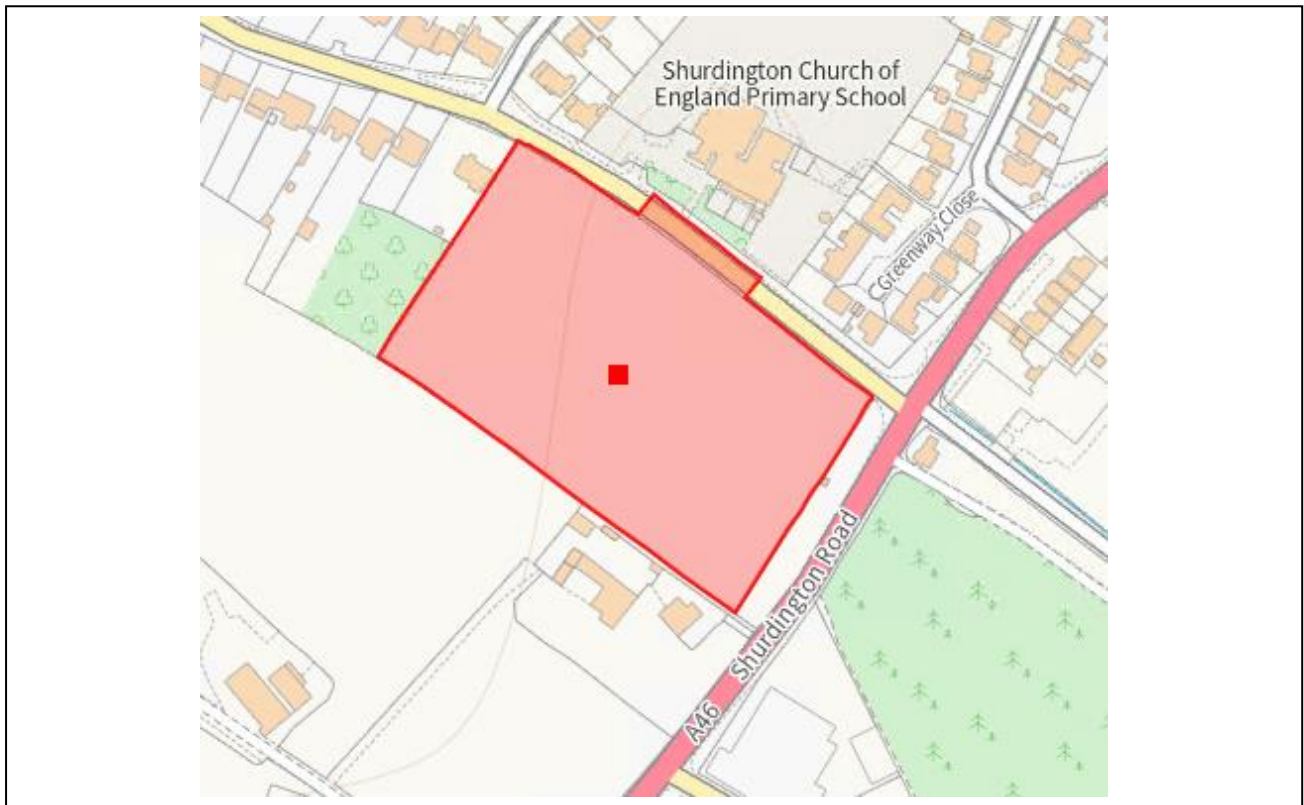 Shurdington Church of
England Primary School
Greenway Close
Shurdington Road
A46